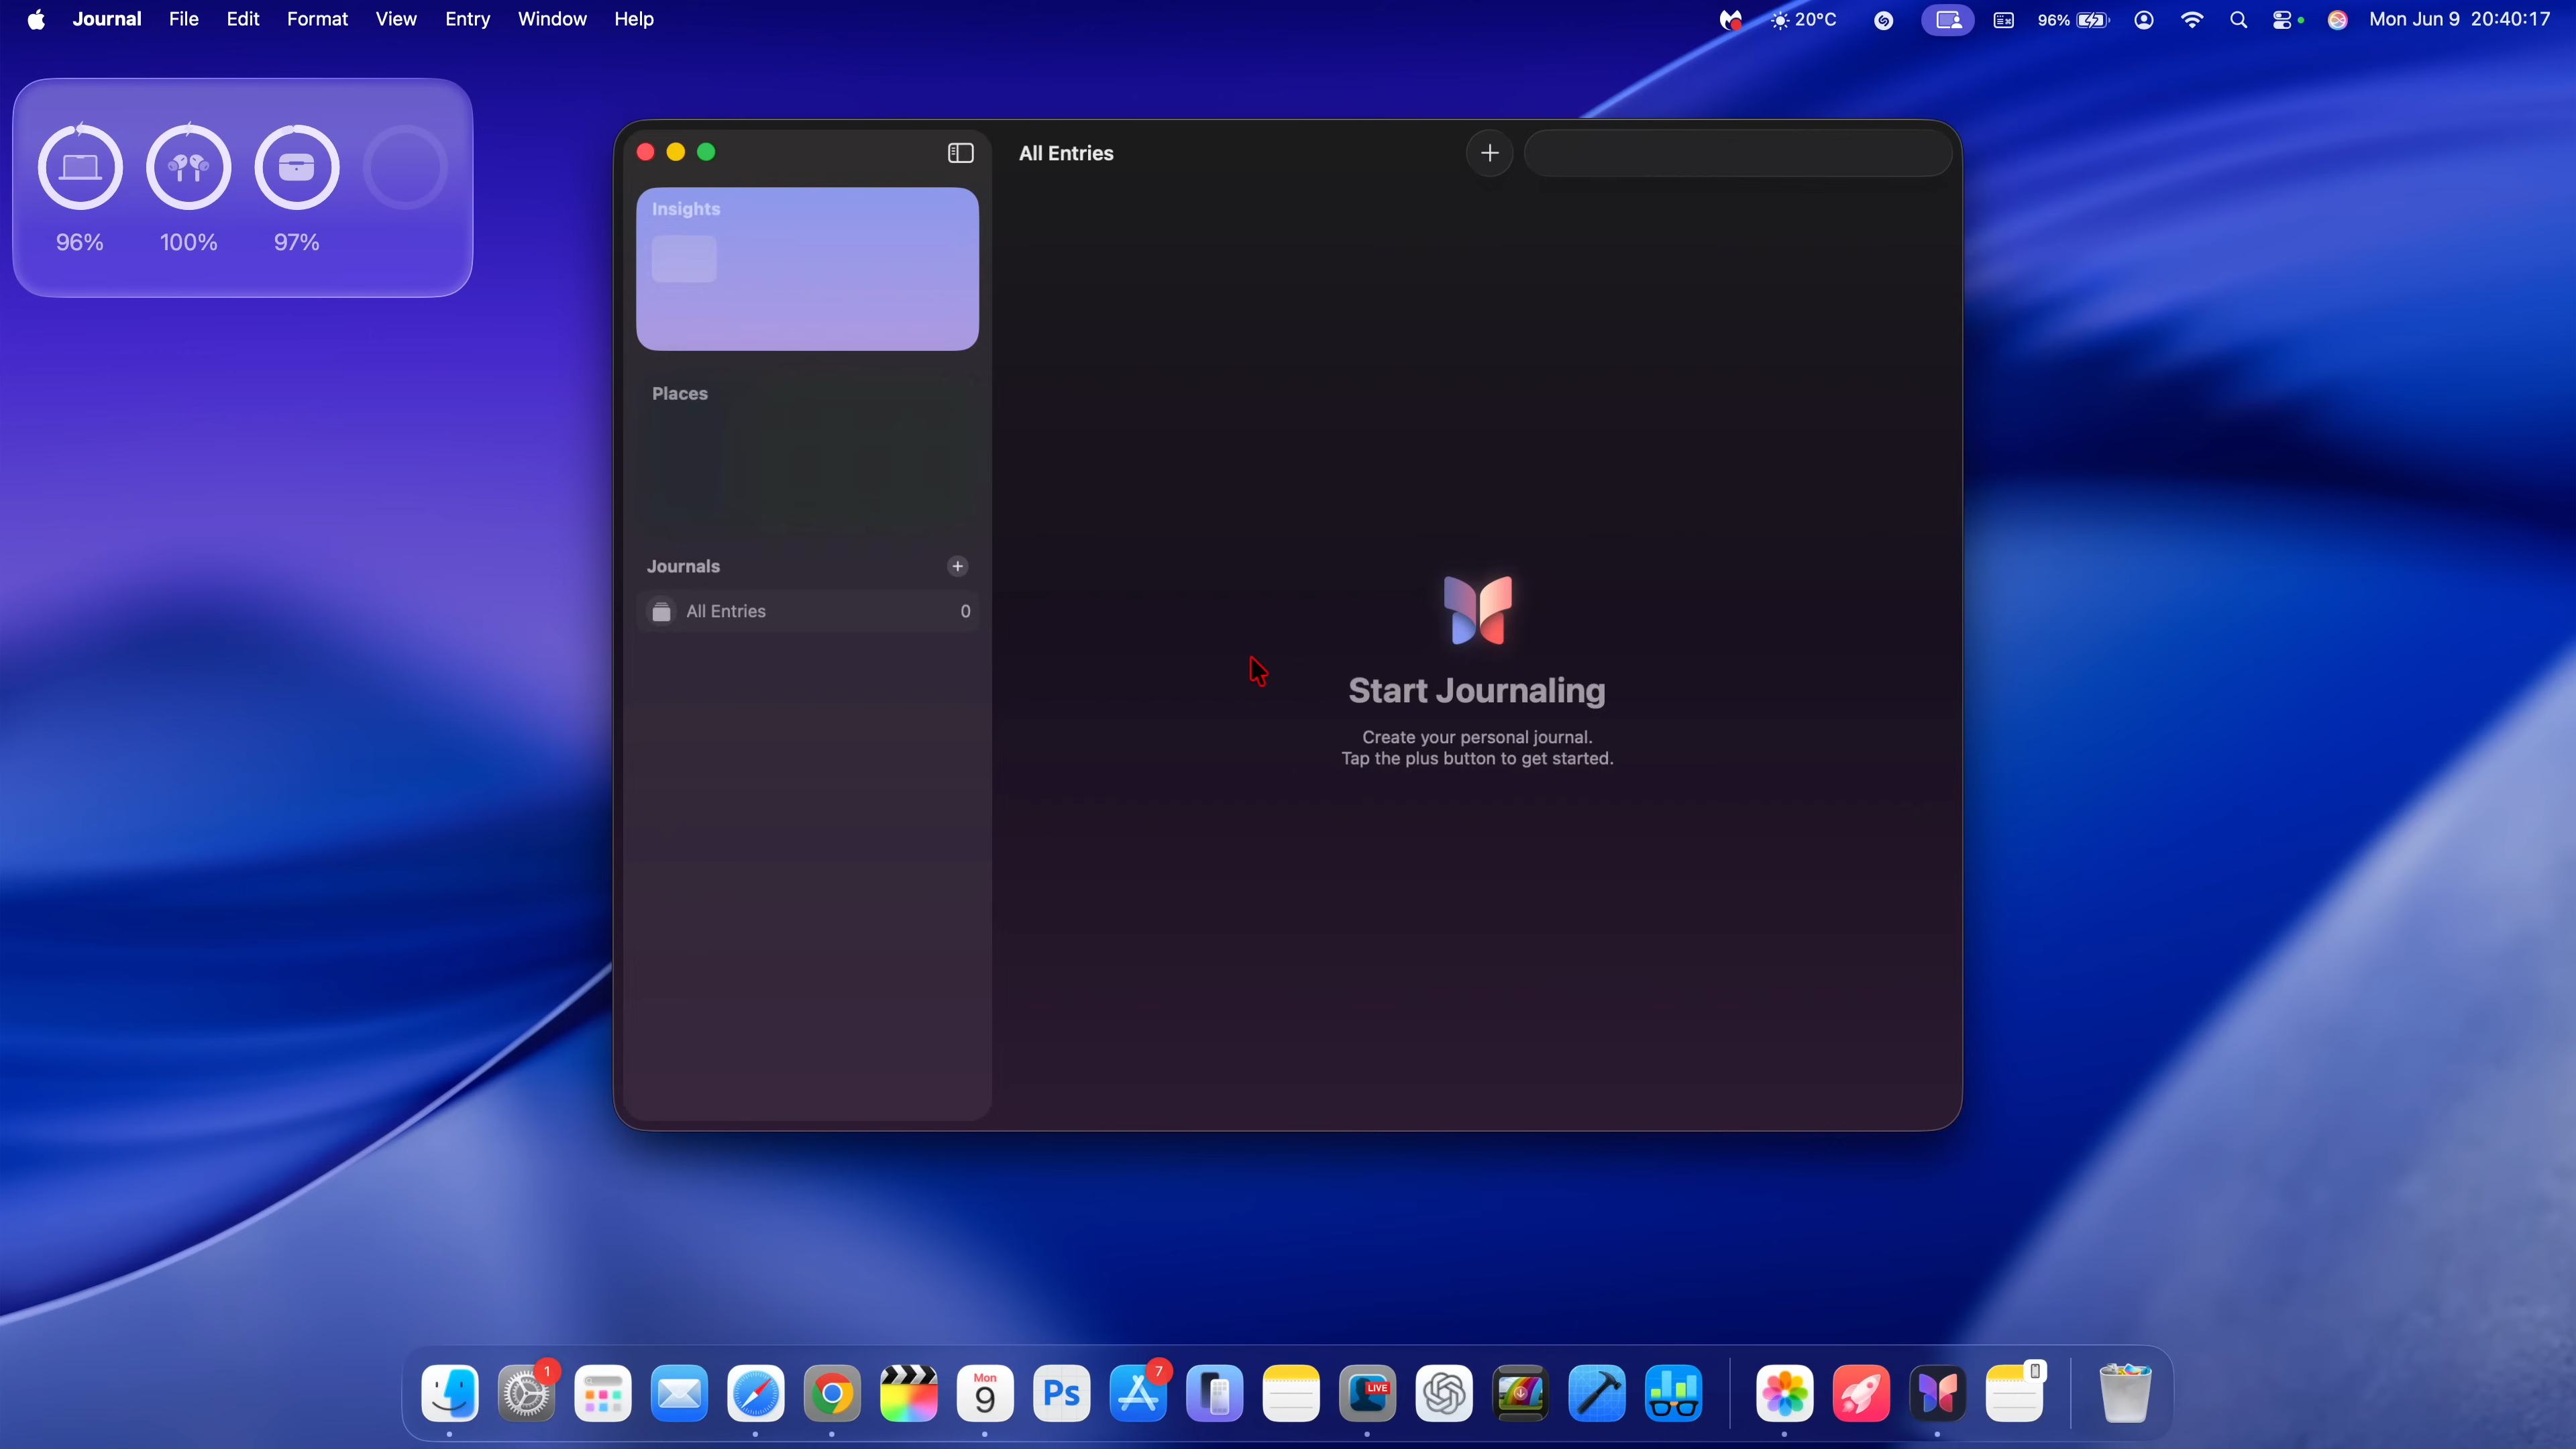 Journal File Edit Format View Entry Window Help
20°C 96% Mon Jun 9 20:40:17
96% 100% 97%
All Entries
Insights
Places
Journals
All Entries 0
Start Journaling
Create your personal journal.
Tap the plus button to get started.
1
Mon
9
Ps
7
LIVE